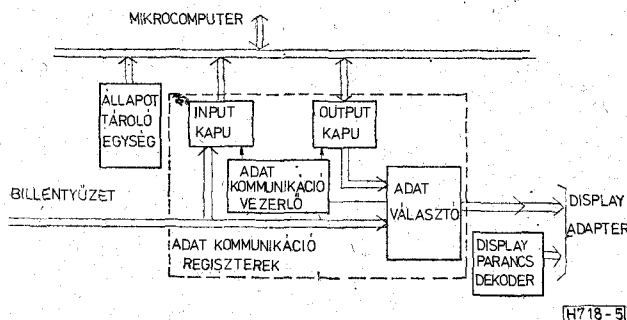 MIKROCOMPUTER
ÁLLAPOT
TÁROLÓ
EGYSÉG
INPUT
KAPU
OUTPUT
KAPU
ADAT
KOMMUNIKÁCIÓ
VEZERLŐ
ADAT
VÁLASZTÓ
BILLENTYŰZET
ADAT KOMMUNIKÁCIÓ
REGISZTEREK
DISPLAY
ADAPTER
DISPLAY
PARANCS
DEKODER
H718-5